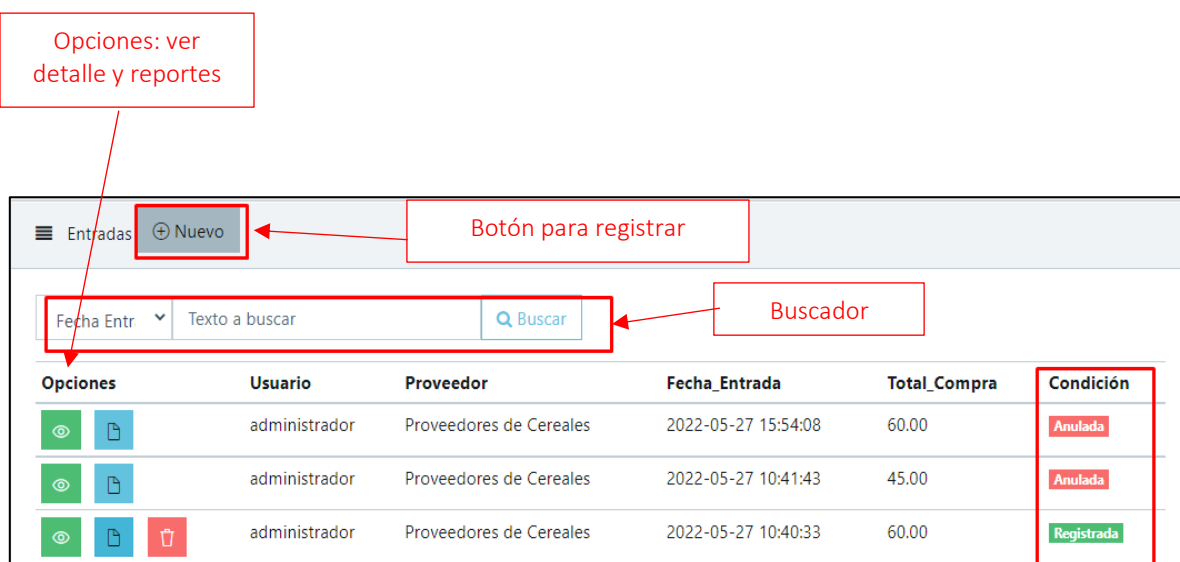 Opciones: ver
detalle y reportes
Entradas Nuevo
Botón para registrar
Fecha Entr Texto a buscar Buscar
Buscador
Opciones Usuario Proveedor Fecha_Entrada Total_Compra Condición
administrador Proveedores de Cereales 2022-05-27 15:54:08 60.00 Anulada
administrador Proveedores de Cereales 2022-05-27 10:41:43 45.00 Anulada
administrador Proveedores de Cereales 2022-05-27 10:40:33 60.00 Registrada